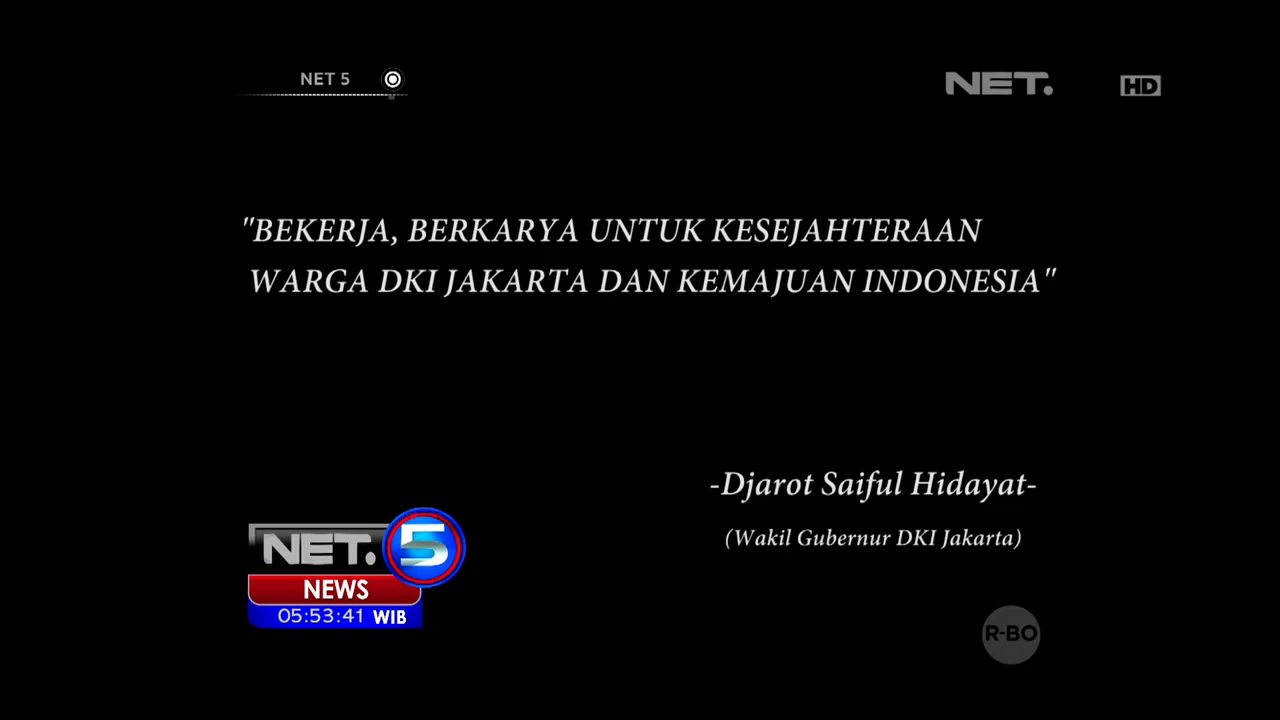 NET 5
NET.
HD
"BEKERJA, BERKARYA UNTUK KESEJAHTERAAN
WARGA DKI JAKARTA DAN KEMAJUAN INDONESIA"
-Djarot Saiful Hidayat-
(Wakil Gubernur DKI Jakarta)
NET. 5
NEWS
05:53:41 WIB
R-BO